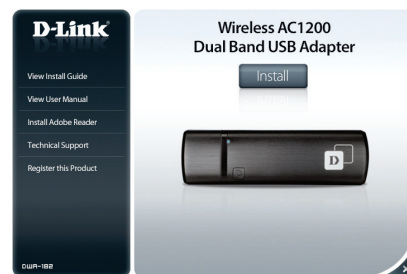 D-Link
View Install Guide
View User Manual
Install Adobe Reader
Technical Support
Register this Product
DWA-182
Wireless AC1200
Dual Band USB Adapter
Install
D